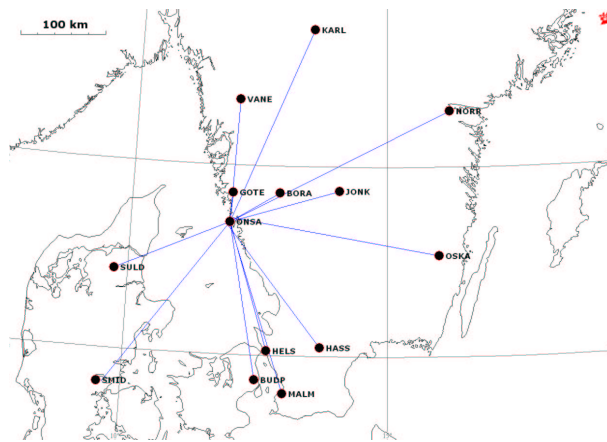 100 km
KARL
VANE
NORR
GOTE
BORA
JONK
ONSA
OSKA
SULD
HASS
HELS
SMID
BUDP
MALM